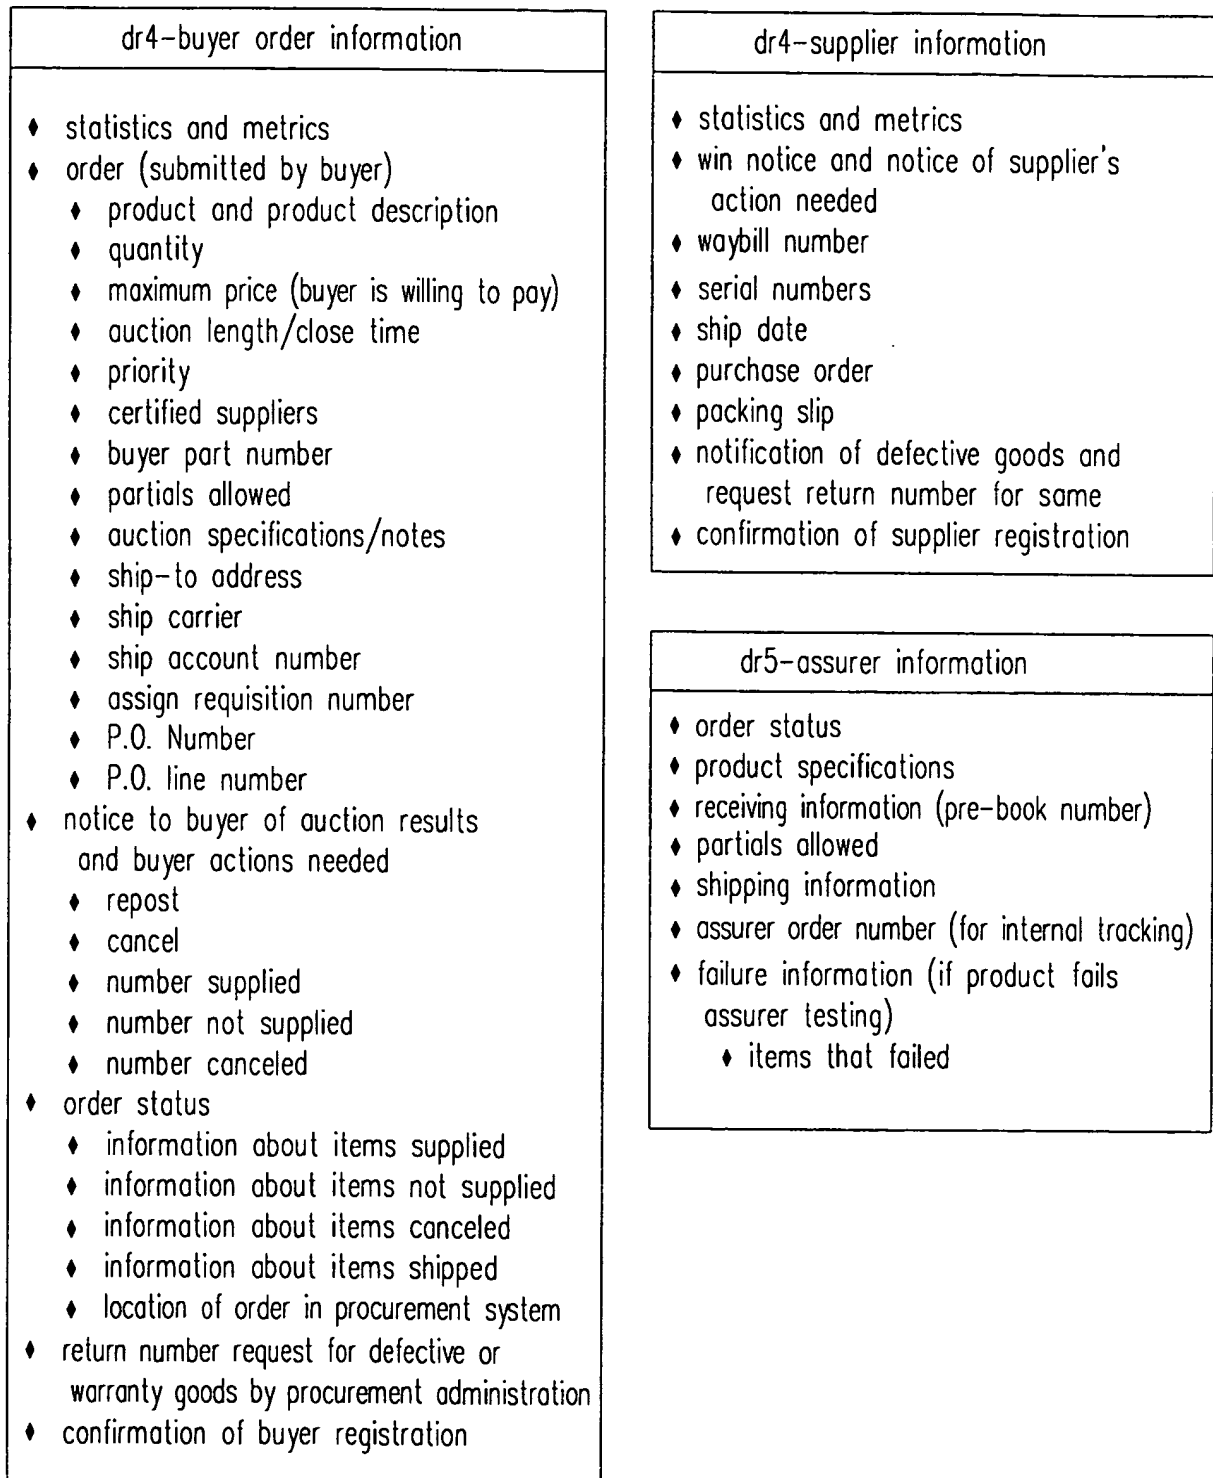 dr4-buyer order information
♦ statistics and metrics
♦ order (submitted by buyer)
♦ product and product description
♦ quantity
♦ maximum price (buyer is willing to pay)
♦ auction length/close time
♦ priority
♦ certified suppliers
♦ buyer part number
♦ partials allowed
♦ auction specifications/notes
♦ ship-to address
♦ ship carrier
♦ ship account number
♦ assign requisition number
♦ P.O. Number
♦ P.O. line number
♦ notice to buyer of auction results
and buyer actions needed
♦ repost
♦ cancel
♦ number supplied
♦ number not supplied
♦ number canceled
♦ order status
♦ information about items supplied
♦ information about items not supplied
♦ information about items canceled
♦ information about items shipped
♦ location of order in procurement system
♦ return number request for defective or
warranty goods by procurement administration
♦ confirmation of buyer registration
dr4-supplier information
♦ statistics and metrics
♦ win notice and notice of supplier's
action needed
♦ waybill number
♦ serial numbers
♦ ship date
♦ purchase order
♦ packing slip
♦ notification of defective goods and
request return number for same
♦ confirmation of supplier registration
dr5-assurer information
♦ order status
♦ product specifications
♦ receiving information (pre-book number)
♦ partials allowed
♦ shipping information
♦ assurer order number (for internal tracking)
♦ failure information (if product fails
assurer testing)
♦ items that failed